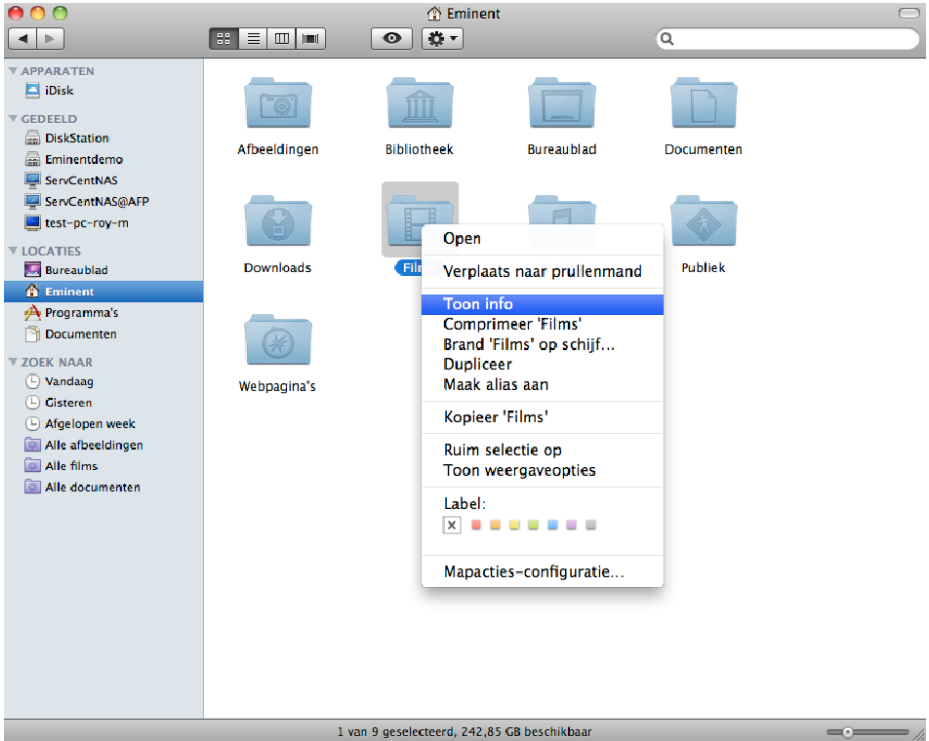 Eminent
APPARATEN
iDisk
GEDEELD
DiskStation
Eminentdemo
ServCentNAS
ServCentNAS@AFP
test-pc-roy-m
LOCATIES
Bureaublad
Eminent
Programma's
Documenten
ZOEK NAAR
Vandaag
Gisteren
Afgelopen week
Alle afbeeldingen
Alle films
Alle documenten
Afbeeldingen
Bibliotheek
Bureaublad
Documenten
Downloads
Publiek
Webpagina's
Open
Verplaats naar prullenmand
Toon info
Comprimeer 'Films'
Brand 'Films' op schijf...
Dupliceer
Maak alias aan
Kopieer 'Films'
Ruim selectie op
Toon weergaveopties
Label:
Mapacties-configuratie...
1 van 9 geselecteerd, 242,85 GB beschikbaar